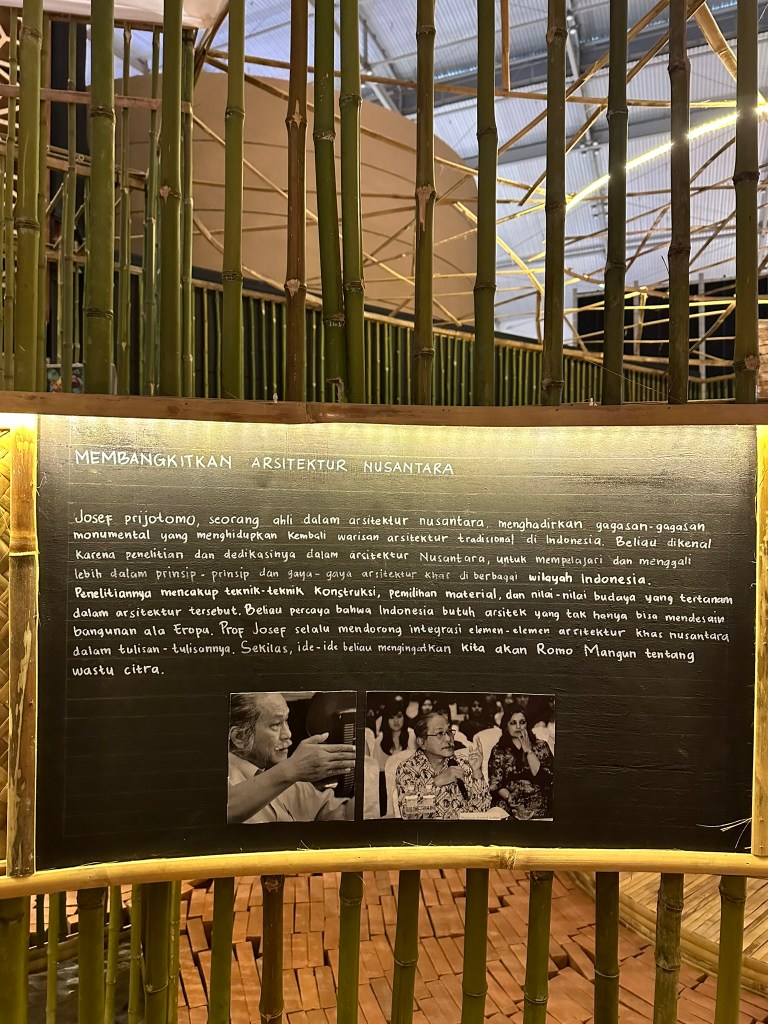 MEMBANGKITKAN ARSITEKTUR NUSANTARA
Josef prijotomo, seorang ahli dalam arsitektur nusantara, menghadirkan gagasan-gagasan
monumental yang menghidupkan kembali warisan arsitektur tradisional di Indonesia. Beliau dikenal
karena penelitian dan dedikasinya dalam arcitektur Nusantara, untuk mempelajari dan menggali
lebih dalam prinsip-prinsip dan gaya-gaya arsitektur khas di berbagai wilayah Indonesia.
Penelitiannya mencakup teknik-teknik konstruksi, pemilihan material, dan nilai-nilai budaya yang tertanam
dalam arsitektur tersebut. Beliau percaya bahwa Indonesia butuh arsitek yang tak hanya bisa mendesain
bangunan ala Eropa. Prof Josef selalu mendorong integrasi elemen-elemen arsitektur khas nusantara
dalam tulisan-tulisannya. Sekilas, ide-ide beliau mengingatkan kita akan Romo Mangun tentang
wastu citra.